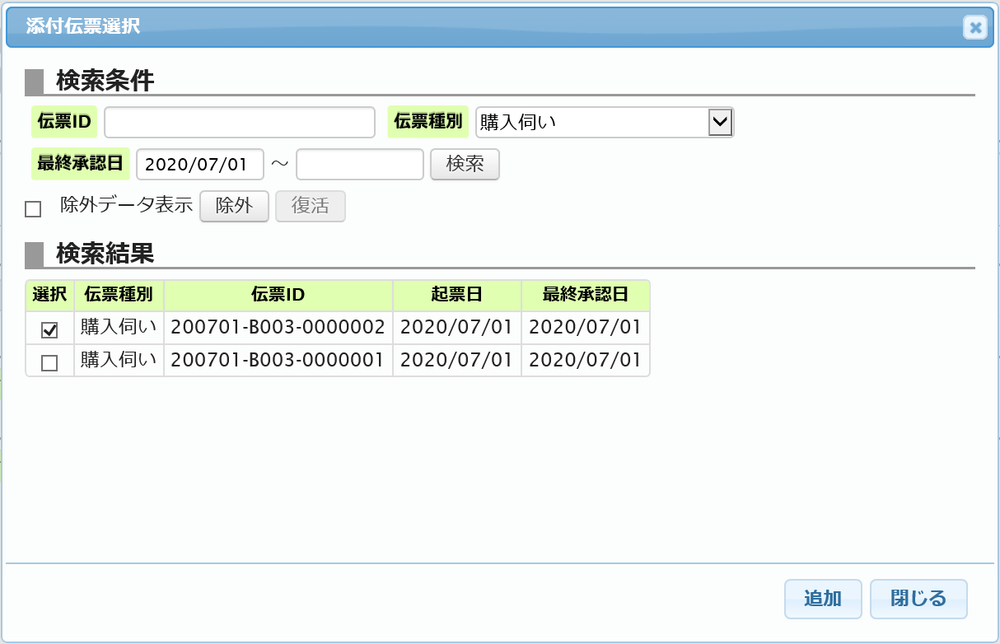 添付伝票選択
検索条件
伝票ID 伝票種別 購入伺い
最終承認日 2020/07/01 ～ 検索
除外データ表示 除外 復活
検索結果
選択 伝票種別 伝票ID 起票日 最終承認日
購入伺い 200701-B003-0000002 2020/07/01 2020/07/01
購入伺い 200701-B003-0000001 2020/07/01 2020/07/01
追加 閉じる